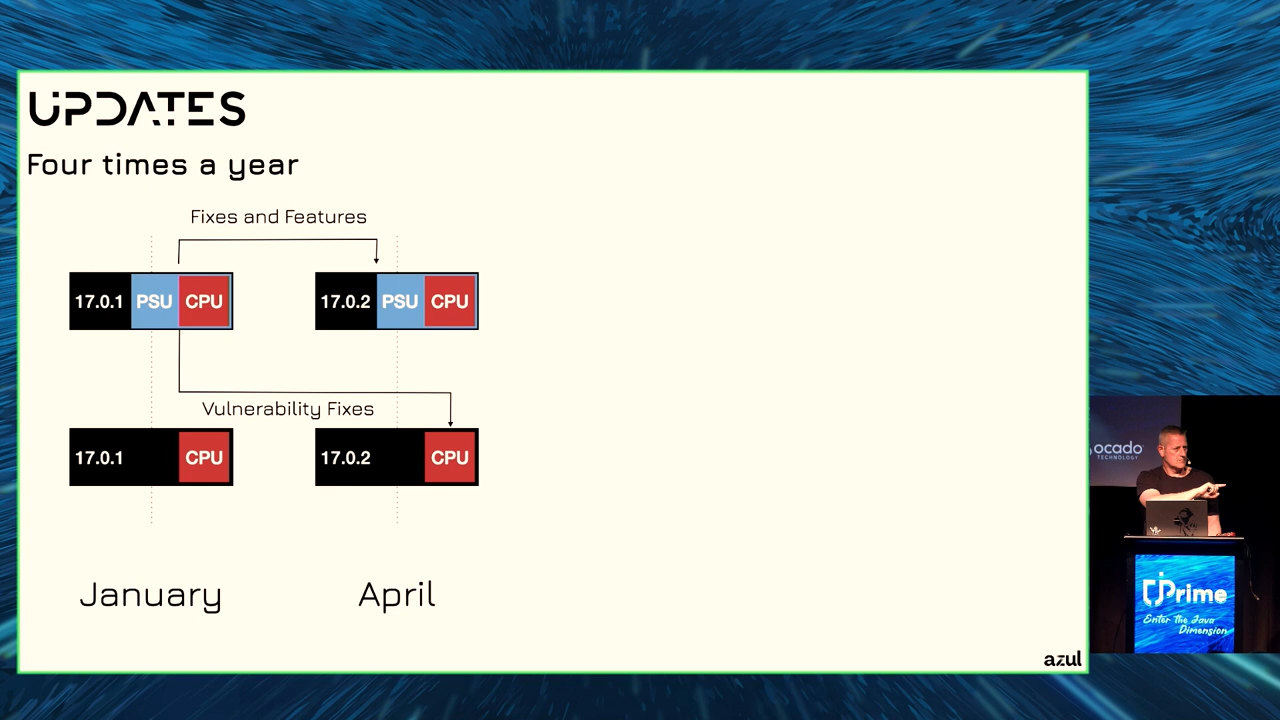 UPDATES
Four times a year
Fixes and Features
17.0.1 PSU CPU
17.0.2 PSU CPU
Vulnerability Fixes
17.0.1 CPU
17.0.2 CPU
January
April
azul
ocado
TECHNOLOGY
jPrime
Enter the Java
Dimension